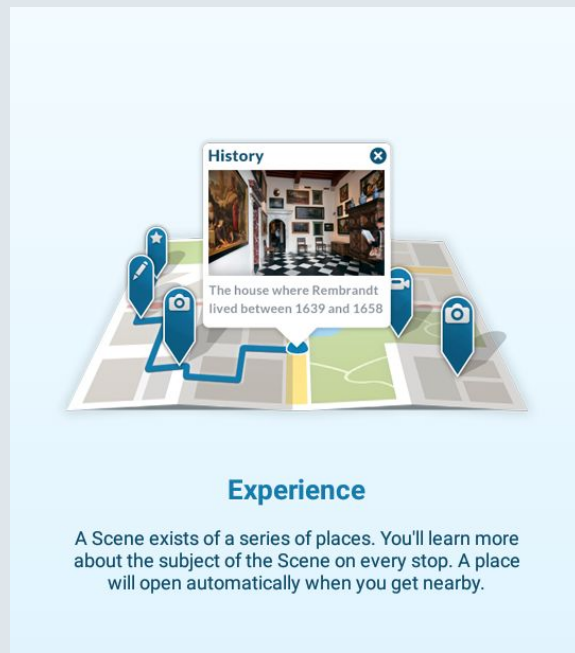 History
The house where Rembrandt
lived between 1639 and 1658
Experience
A Scene exists of a series of places. You'll learn more
about the subject of the Scene on every stop. A place
will open automatically when you get nearby.